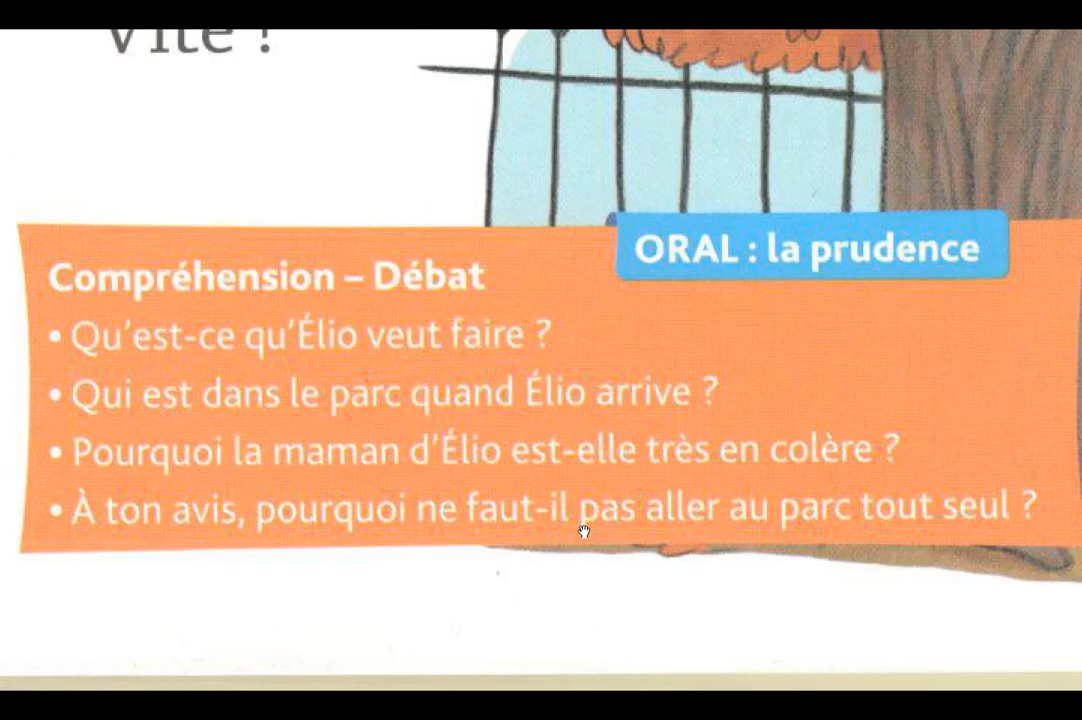 Vite !
ORAL : la prudence
Compréhension – Débat
• Qu'est-ce qu'Élio veut faire ?
• Qui est dans le parc quand Élio arrive ?
• Pourquoi la maman d'Élio est-elle très en colère ?
• À ton avis, pourquoi ne faut-il pas aller au parc tout seul ?